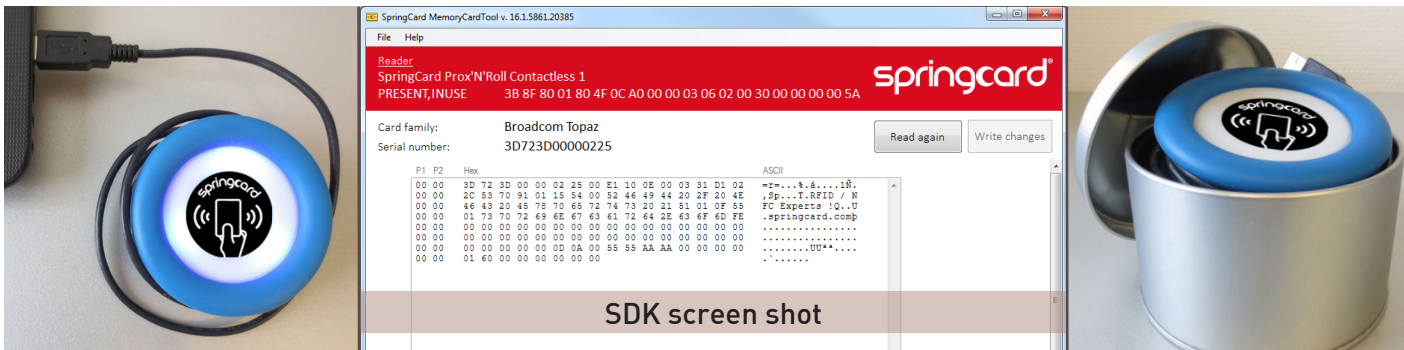 springcard
SpringCard MemoryCardTool v. 16.1.5861.20385
File Help
Reader
SpringCard Prox'N'Roll Contactless 1
PRESENT,INUSE 3B 8F 80 01 80 4F 0C A0 00 00 03 06 02 00 30 00 00 00 00 5A
springcard®
Card family: Broadcom Topaz
Serial number: 3D723D00000225
Read again
Write changes
P1 P2 Hex. ASCII
00 00 3D 72 3D 00 00 02 25 00 E1 10 0E 00 03 31 D1 02 =r=...%.á....1Ñ.
00 00 2C 53 70 91 01 15 54 00 52 46 49 44 20 2F 20 4E ,Sp..T.RFID / N
00 00 46 43 20 45 78 70 65 72 74 73 20 21 51 01 0F 55 FC Experts !Q..U
00 00 01 73 70 72 69 6E 67 63 61 72 64 2E 63 6F 6D FE .springcard.comþ
00 00 00 00 00 00 00 00 00 00 00 00 00 00 00 00 00 00 ................
00 00 00 00 00 00 00 00 00 00 00 00 00 00 00 00 00 00 ................
00 00 00 00 00 00 00 0D 0A 00 55 55 AA AA 00 00 00 00 ........UUªª....
00 00 01 60 00 00 00 00 00 00 .`......
SDK screen shot
springcard